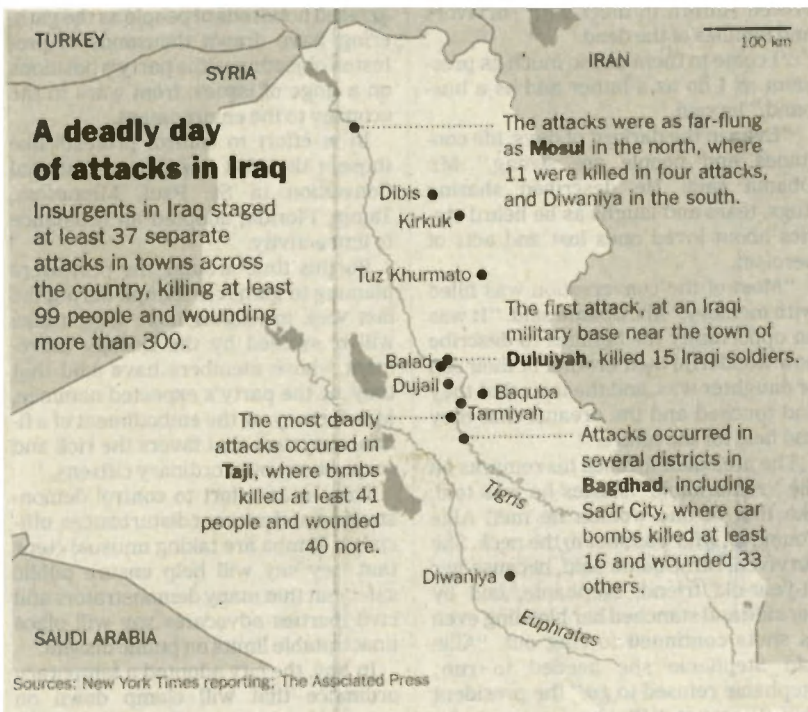 TURKEY
SYRIA
IRAN
100 km
A deadly day
of attacks in Iraq
Insurgents in Iraq staged
at least 37 separate
attacks in towns across
the country, killing at least
99 people and wounding
more than 300.
The attacks were as far-flung
as Mosul in the north, where
11 were killed in four attacks,
and Diwaniya in the south.
Dibis
Kirkuk
Tuz Khurmato
The first attack, at an Iraqi
military base near the town of
Duluiyah, killed 15 Iraqi soldiers.
Balad
Dujail
Baquba
Tarmiyah
The most deadly
attacks occured in
Taji, where bombs
killed at least 41
people and wounded
40 nore.
Attacks occurred in
several districts in
Bagdhad, including
Sadr City, where car
bombs killed at least
16 and wounded 33
others.
Tigris
Diwaniya
Euphrates
SAUDI ARABIA
Sources: New York Times reporting; The Associated Press